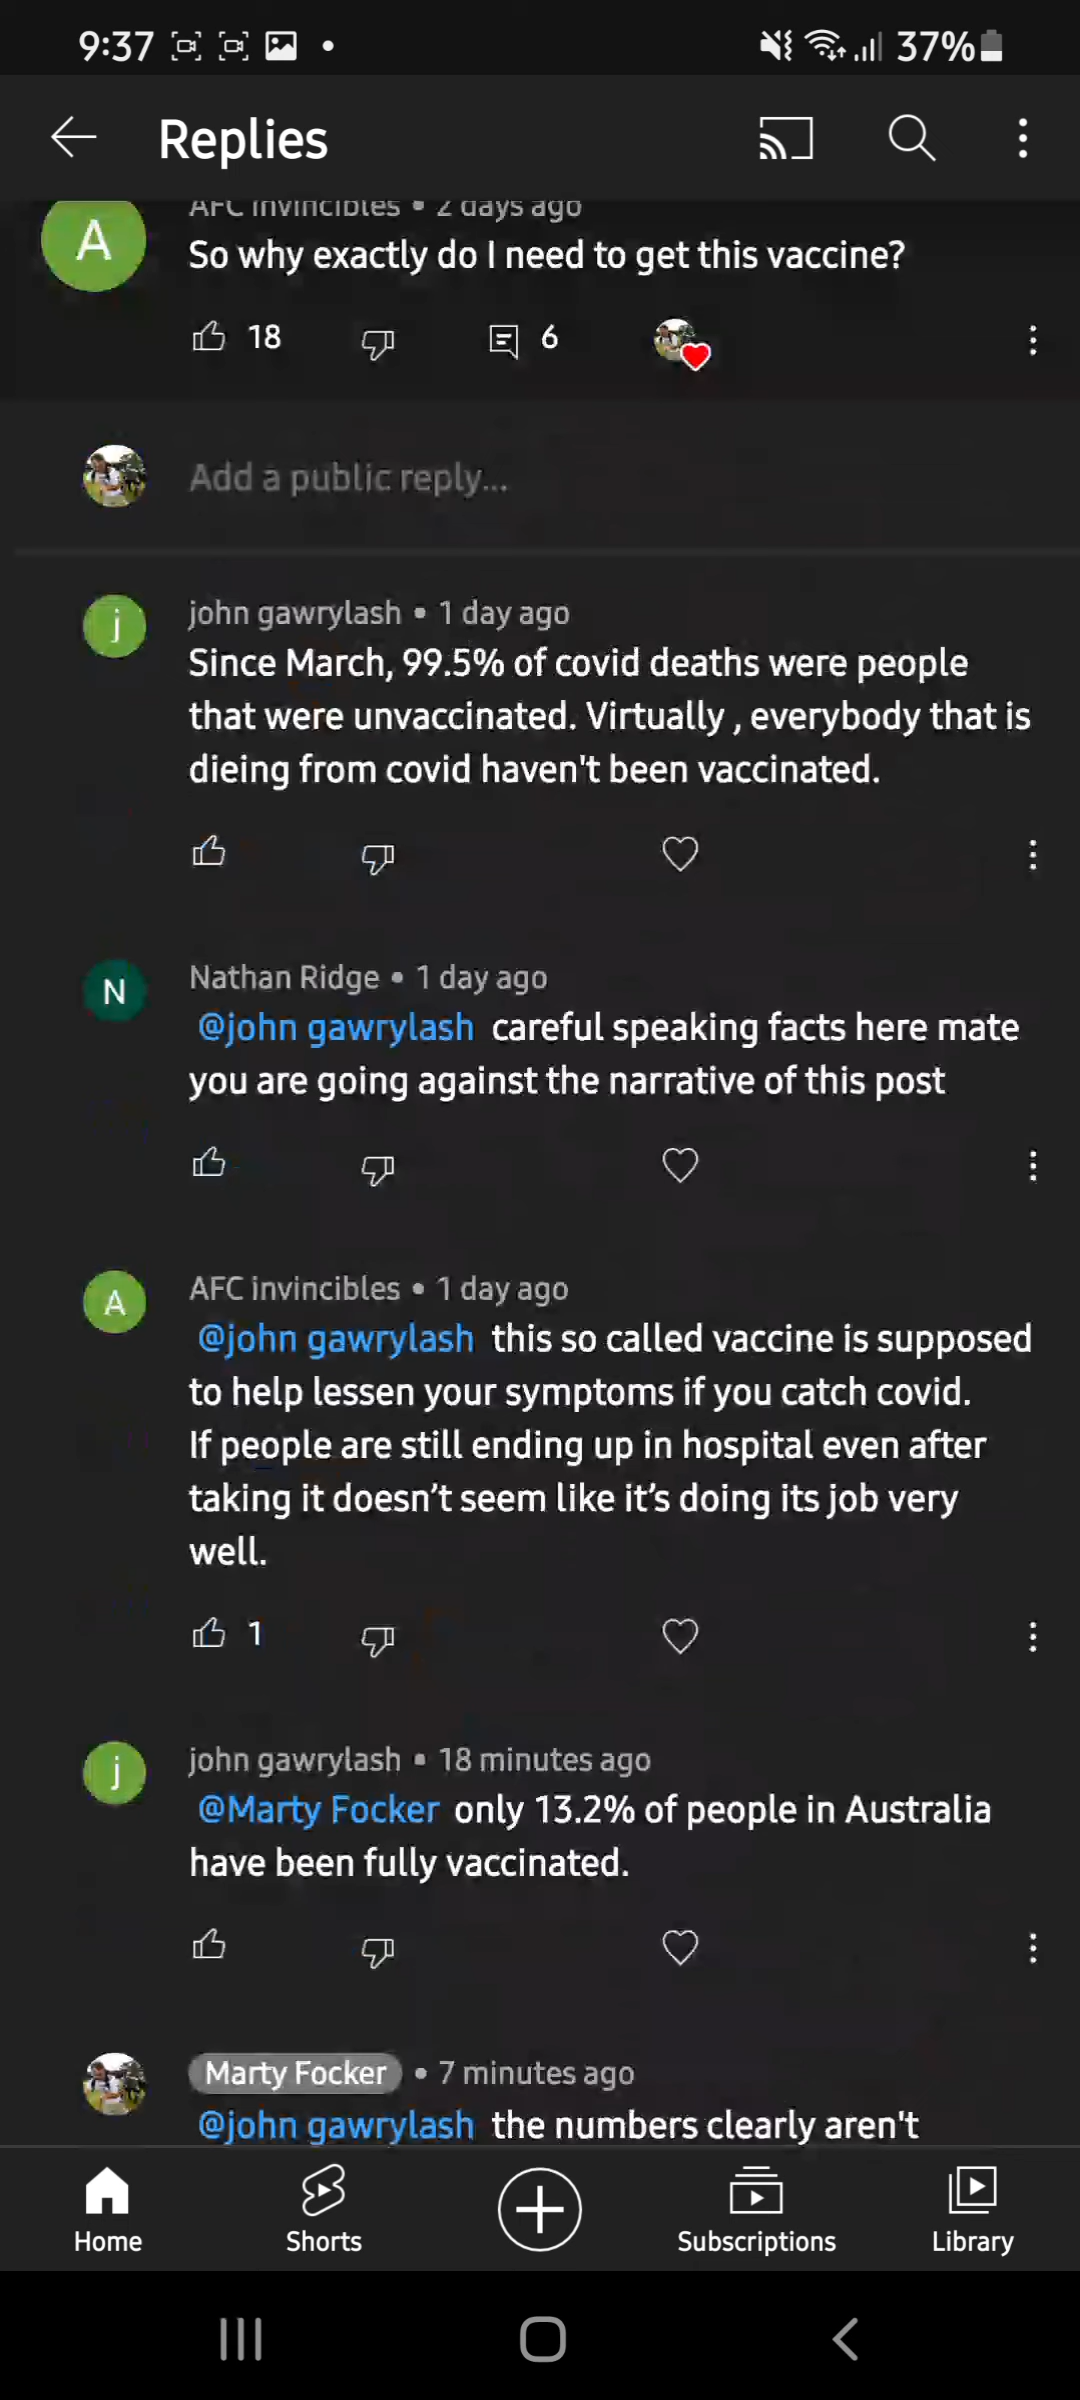 9:37
37%
Replies
AFC invincibles • 2 days ago
A
So why exactly do I need to get this vaccine?
18
6
Add a public reply...
j
john gawrylash • 1 day ago
Since March, 99.5% of covid deaths were people
that were unvaccinated. Virtually , everybody that is
dieing from covid haven't been vaccinated.
N
Nathan Ridge • 1 day ago
@john gawrylash careful speaking facts here mate
you are going against the narrative of this post
A
AFC invincibles • 1 day ago
@john gawrylash this so called vaccine is supposed
to help lessen your symptoms if you catch covid.
If people are still ending up in hospital even after
taking it doesn’t seem like it’s doing its job very
well.
1
j
john gawrylash • 18 minutes ago
@Marty Focker only 13.2% of people in Australia
have been fully vaccinated.
Marty Focker • 7 minutes ago
@john gawrylash the numbers clearly aren't
Home
Shorts
Subscriptions
Library